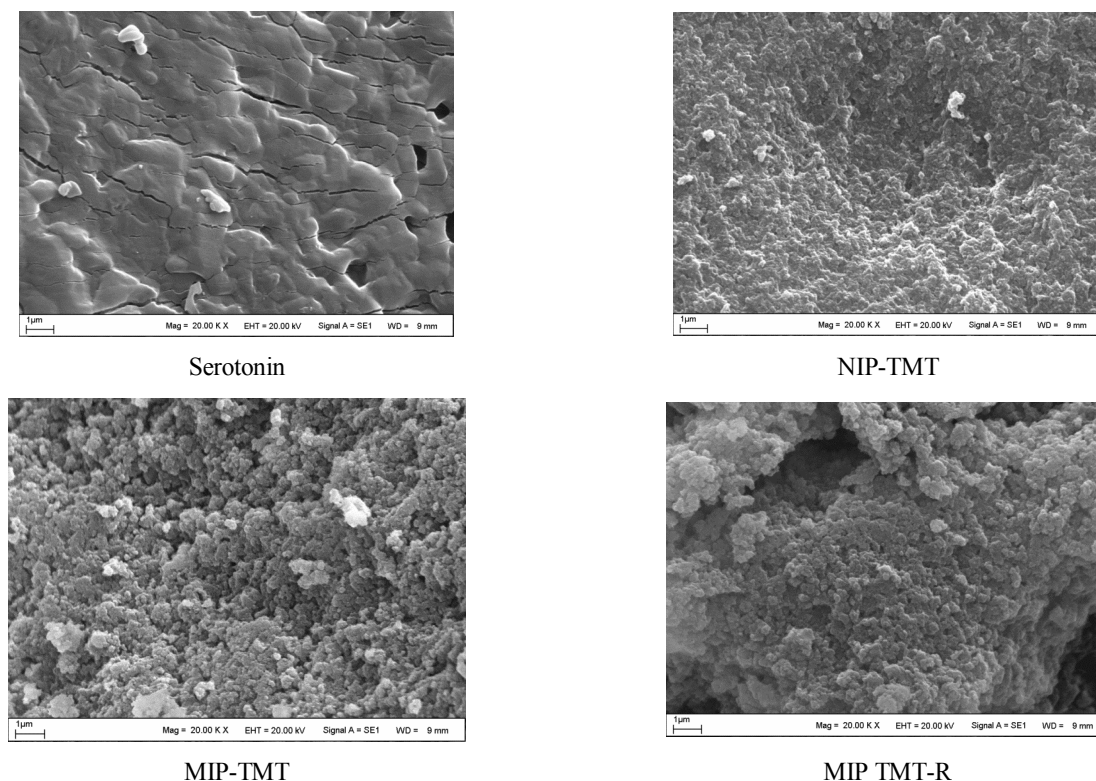 1μm Mag = 20.00 K X EHT = 20.00 kV Signal A = SE1 WD = 9 mm
Serotonin
1μm Mag = 20.00 K X EHT = 20.00 kV Signal A = SE1 WD = 9 mm
NIP-TMT
1μm Mag = 20.00 K X EHT = 20.00 kV Signal A = SE1 WD = 9 mm
MIP-TMT
1μm Mag = 20.00 K X EHT = 20.00 kV Signal A = SE1 WD = 9 mm
MIP TMT-R